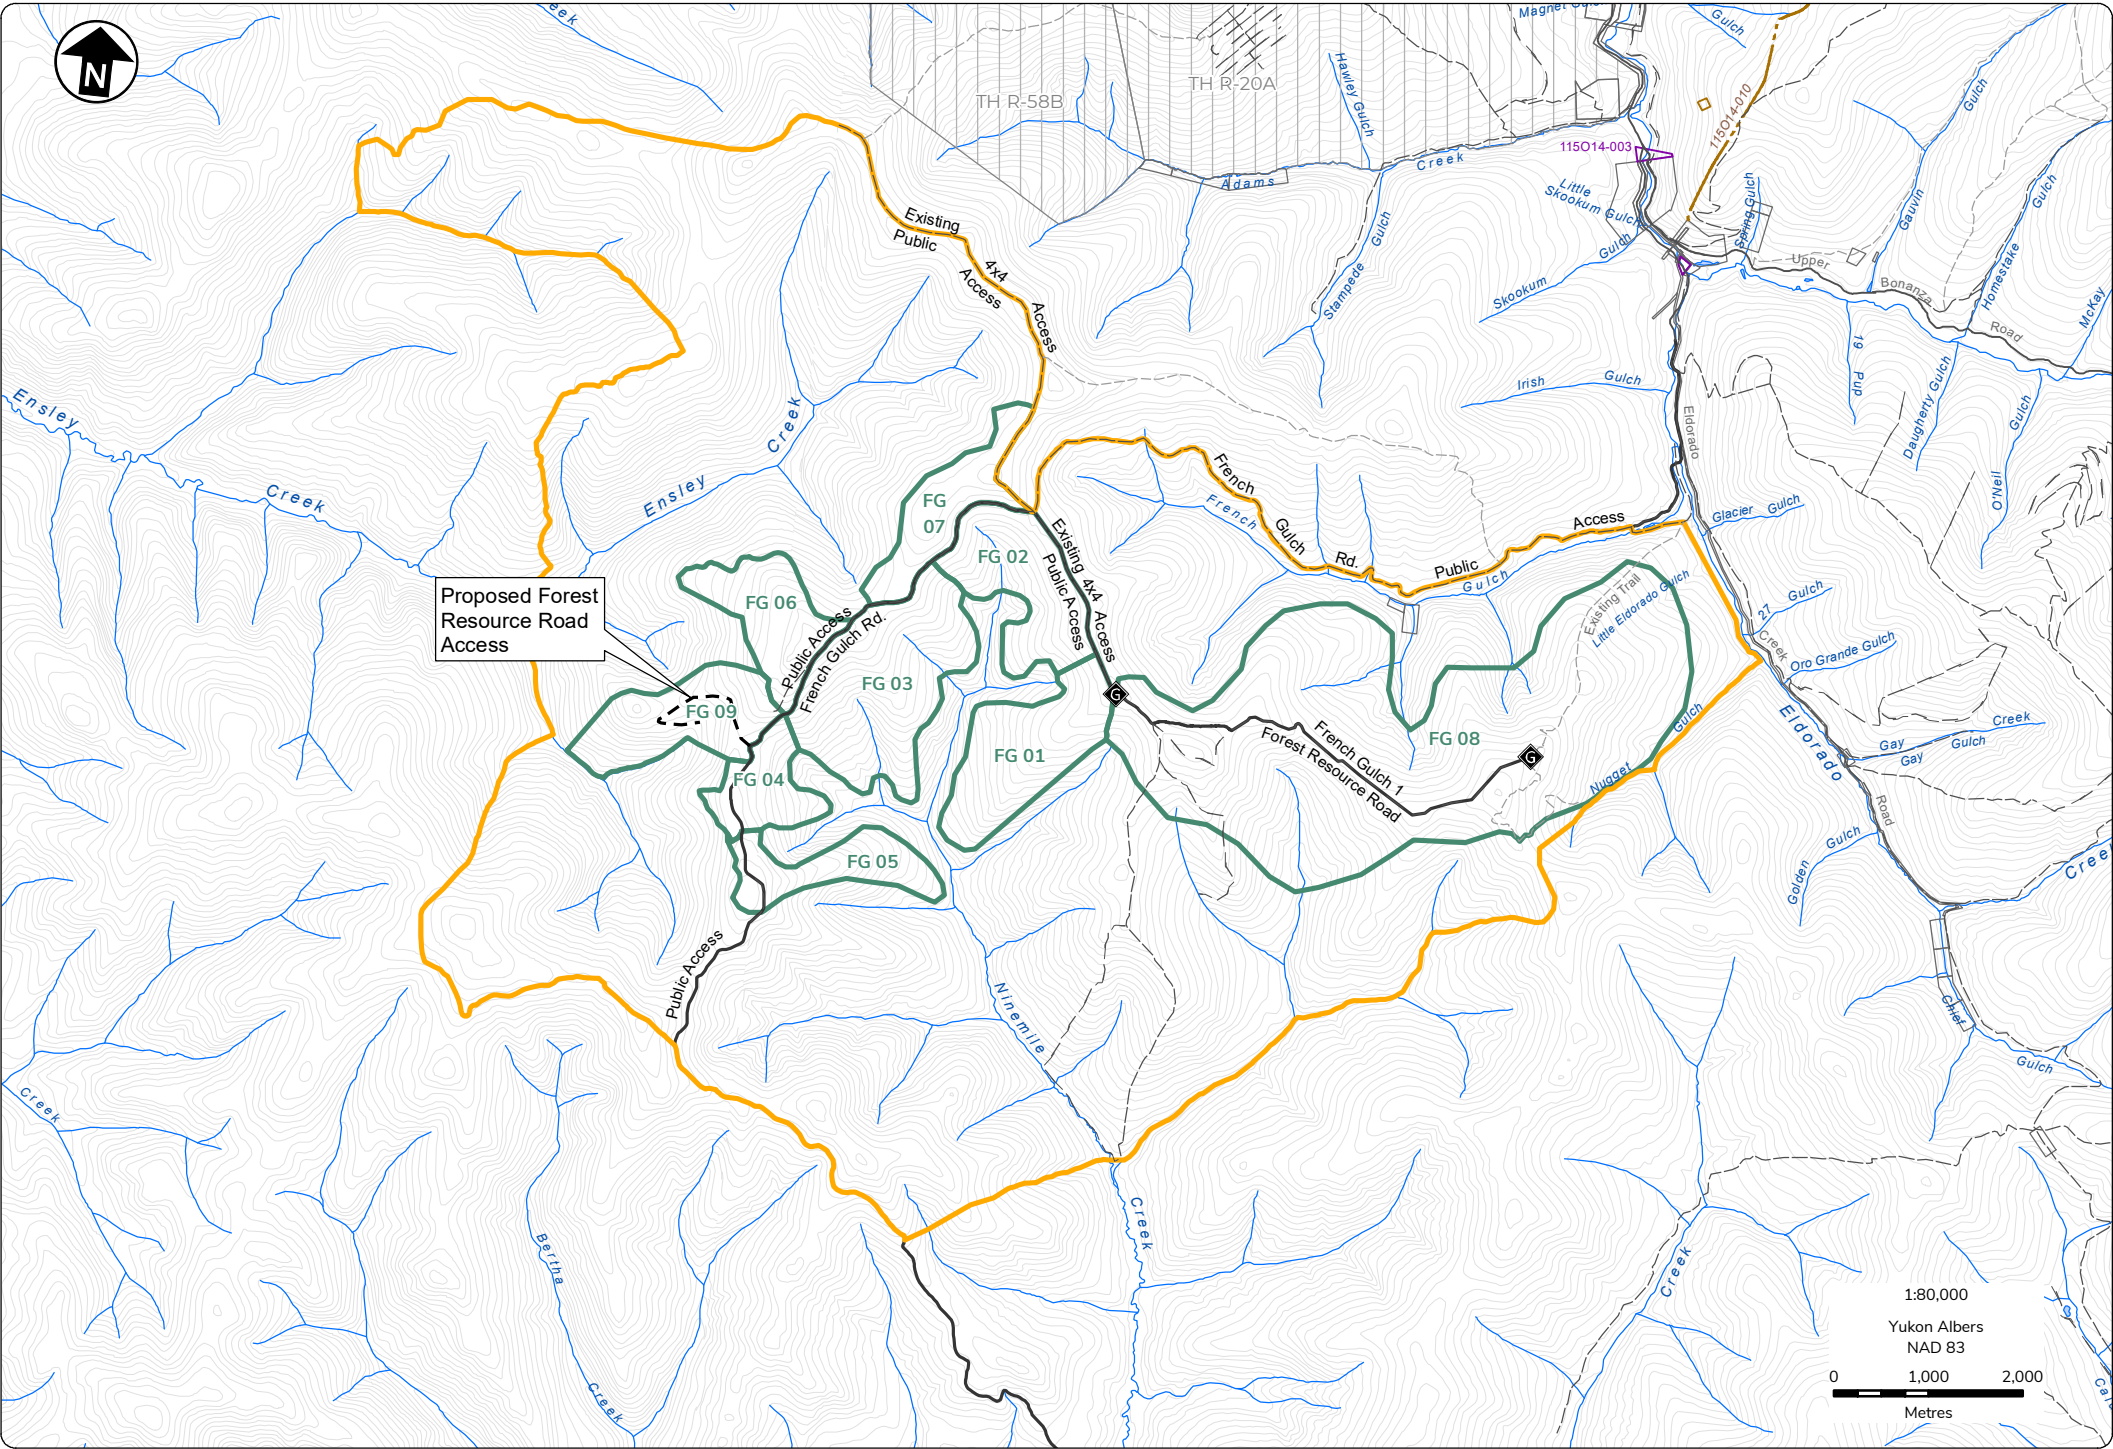 N
eek
Creek
TH R-58B
TH R-20A
Hawley Gulch
Magnet Gulch
Gulch
115O14-010
115O14-003
Adams
Creek
Stampede Gulch
Little
Skookum Gulch
Skookum Gulch
Spring Gulch
Gauvin Gulch
Homestake Gulch
McKay
Upper
Bonanza
Road
19 Pup
Daugherty Gulch
O'Neil Gulch
Irish Gulch
Eldorado
Glacier Gulch
Existing
Public
4x4
Access
Access
Ensley
Creek
Ensley
Creek
FG
07
FG 02
FG 06
FG 03
FG 09
FG 04
FG 05
FG 01
FG 08
French
Gulch
Rd.
Public
Access
French
Gulch
Existing 4x4 Access
Public Access
Public Access
French Gulch Rd.
Proposed Forest
Resource Road
Access
G
G
French Gulch 1
Forest Resource Road
Existing Trail
Little Eldorado Gulch
27 Gulch
Creek
Oro Grande Gulch
Nugget
Gulch
Eldorado
Gay
Creek
Gay
Gulch
Road
Golden Gulch
Creek
Chief
Gulch
Public Access
Ninemile
Creek
Creek
Bertha
Creek
Creek
1:80,000
Yukon Albers
NAD 83
0 1,000 2,000
Metres